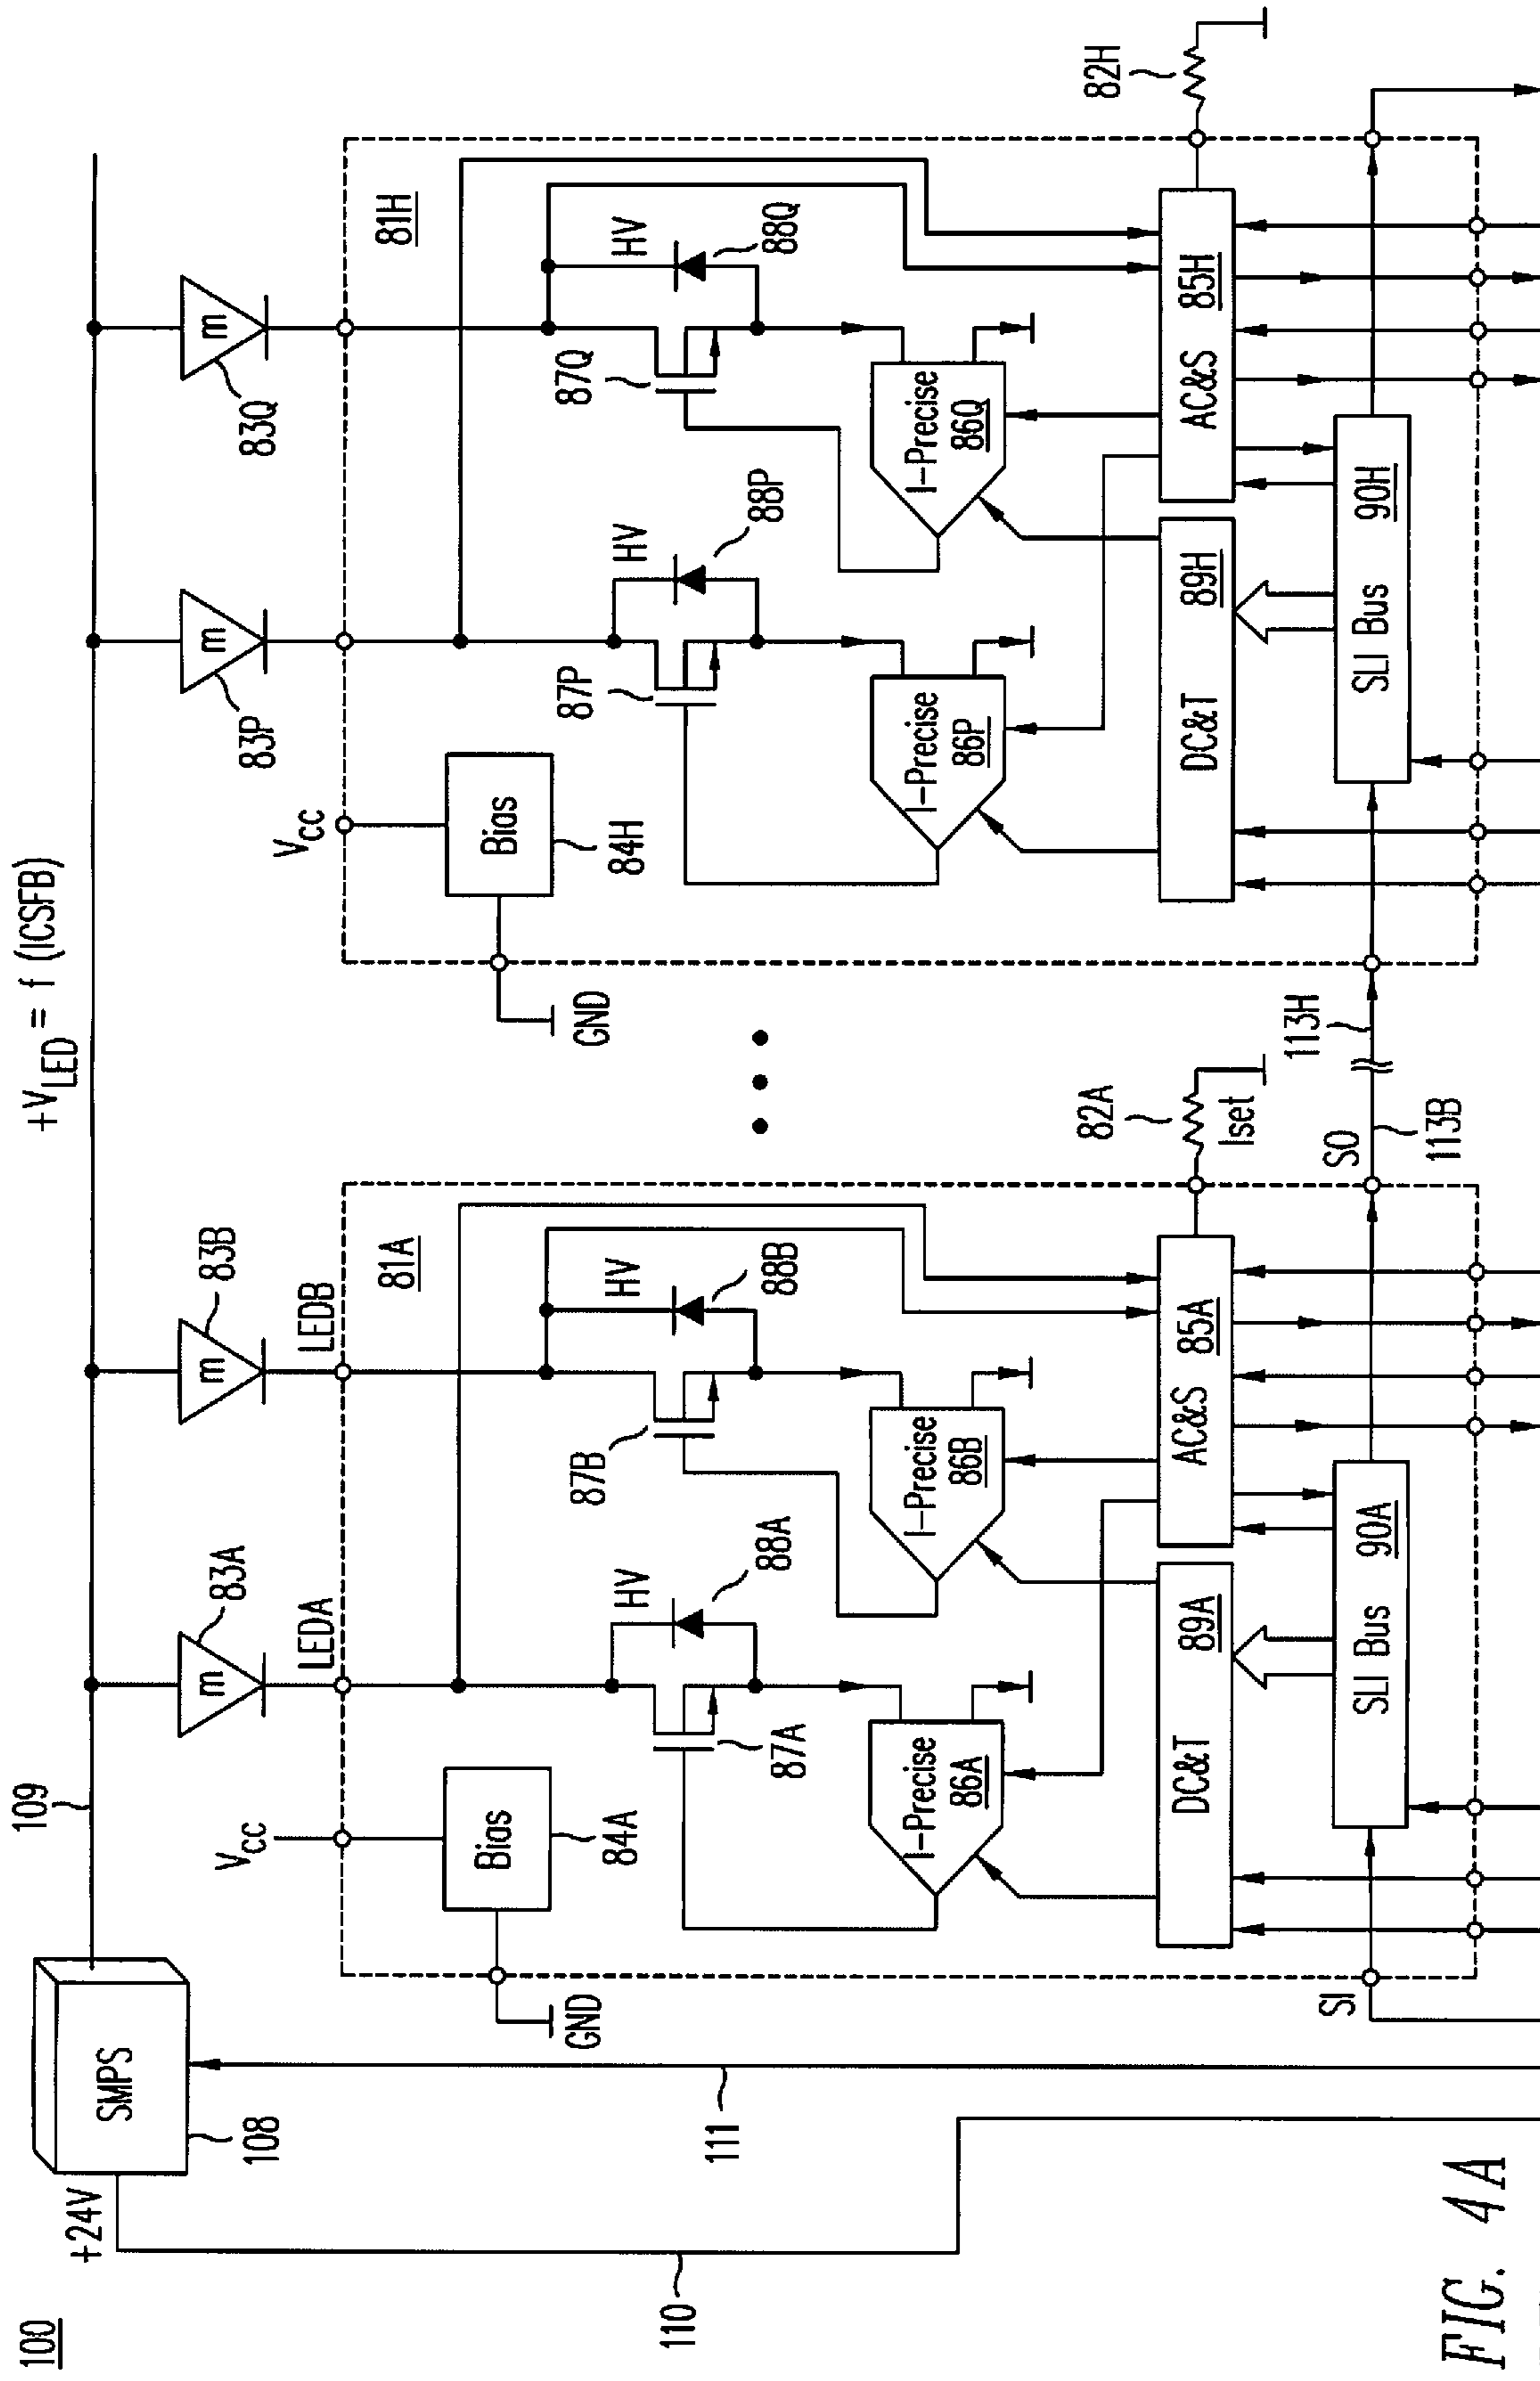 100
+24V
SMPS
108
109
110
111
+VLED = f (ICSFB)
83A
83B
83P
83Q
m
m
m
m
LEDA
LEDB
Vcc
Vcc
81A
81H
GND
GND
Bias
84A
Bias
84H
HV
HV
HV
HV
87A
88A
87B
88B
87P
88P
87Q
88Q
I-Precise
86A
I-Precise
86B
I-Precise
86P
I-Precise
86Q
DC&T 89A
AC&S 85A
DC&T 89H
AC&S 85H
82A
Iset
82H
SI
SLI Bus 90A
SO
113B
113H
SLI Bus 90H
FIG. 4A